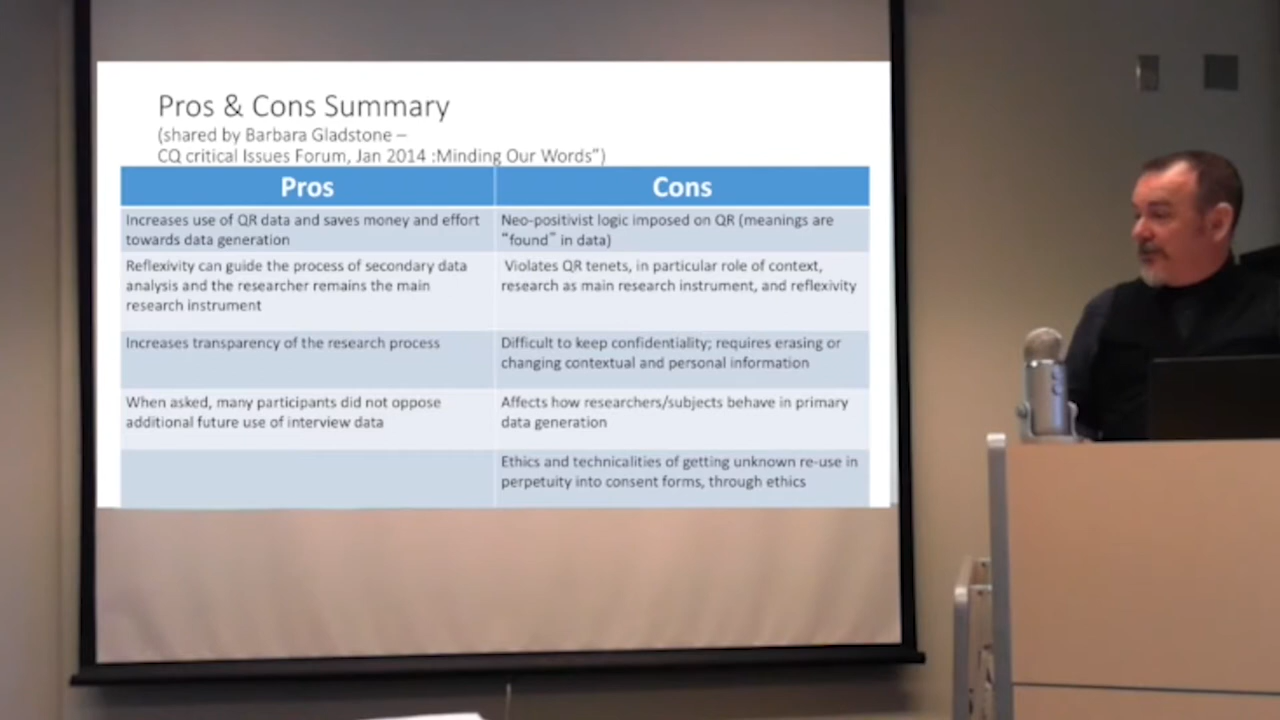 Pros & Cons Summary
(shared by Barbara Gladstone –
CQ critical Issues Forum, Jan 2014 :Minding Our Words”)
Pros
Cons
Increases use of QR data and saves money and effort
towards data generation
Neo-positivist logic imposed on QR (meanings are
“found” in data)
Reflexivity can guide the process of secondary data
analysis and the researcher remains the main
research instrument
Violates QR tenets, in particular role of context,
research as main research instrument, and reflexivity
Increases transparency of the research process
Difficult to keep confidentiality; requires erasing or
changing contextual and personal information
When asked, many participants did not oppose
additional future use of interview data
Affects how researchers/subjects behave in primary
data generation
Ethics and technicalities of getting unknown re-use in
perpetuity into consent forms, through ethics